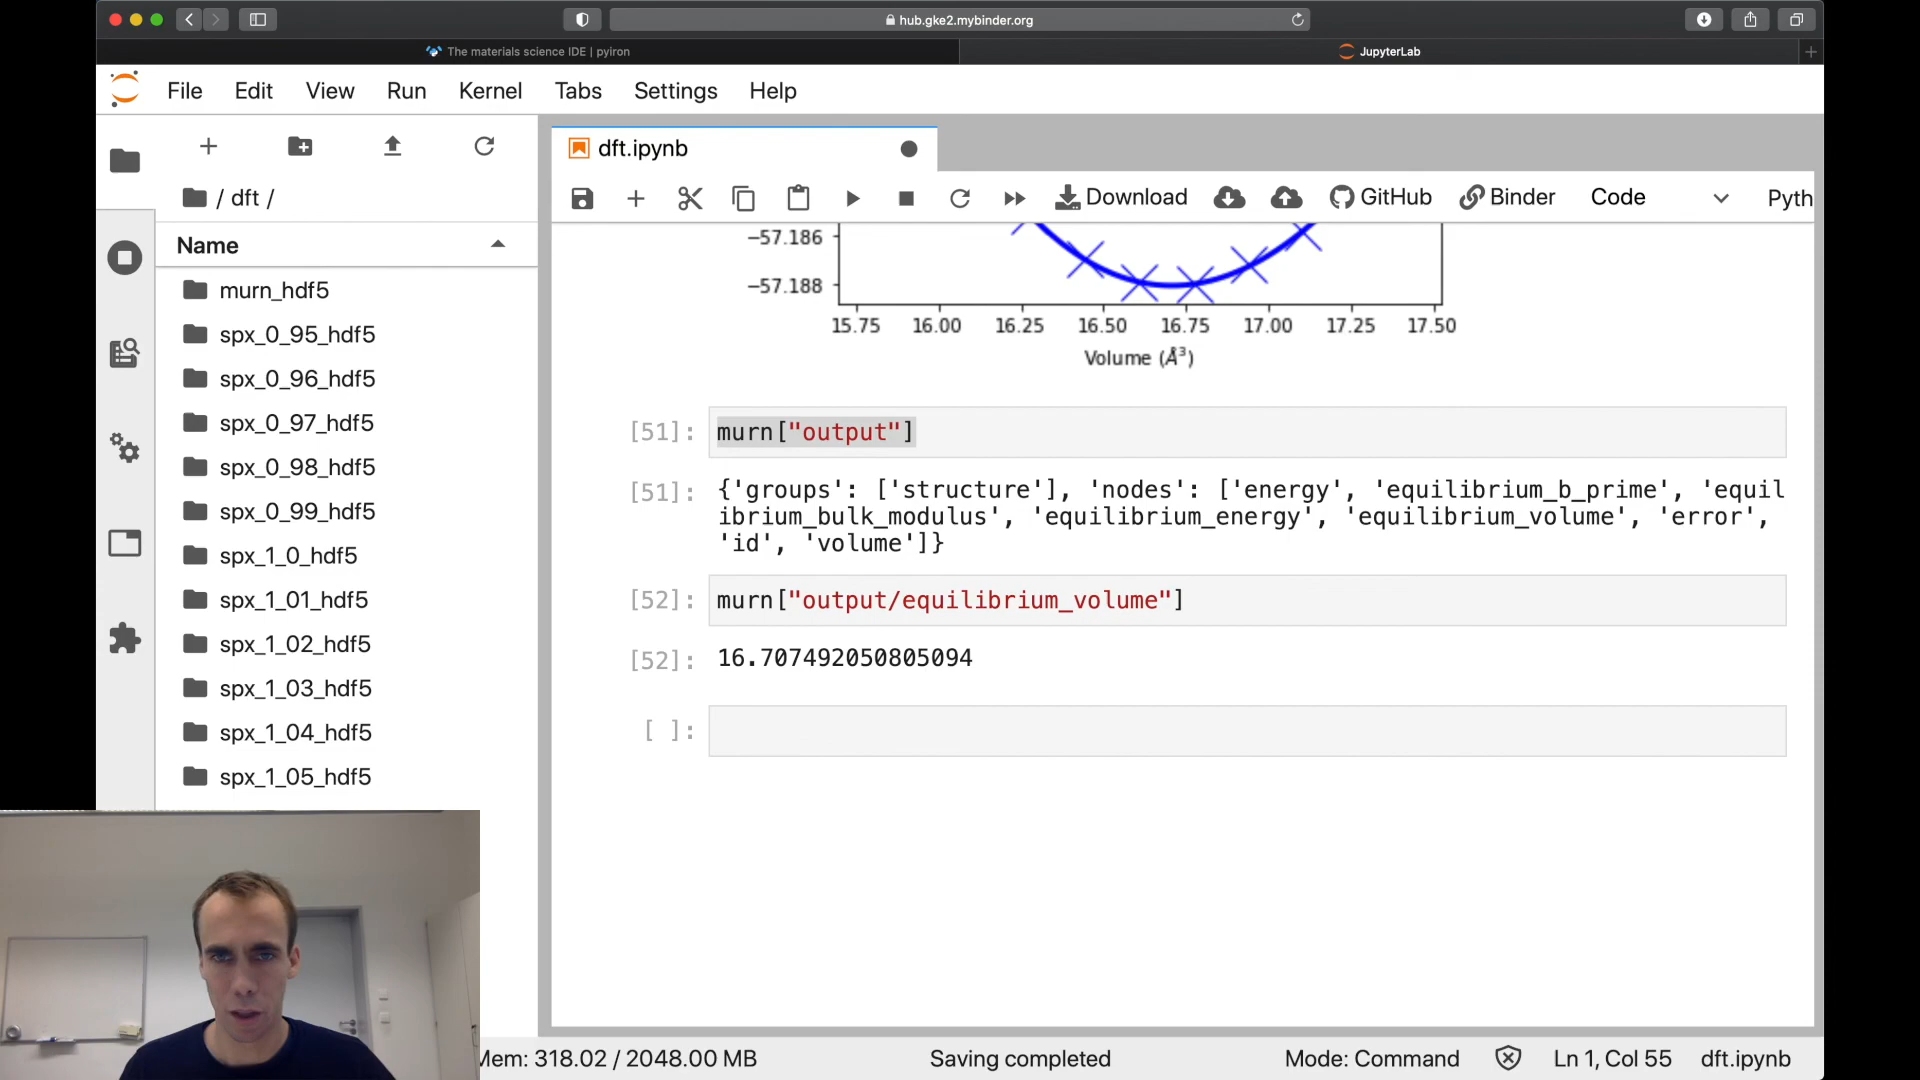 hub.gke2.mybinder.org
The materials science IDE | pyiron
JupyterLab
File Edit View Run Kernel Tabs Settings Help
dft.ipynb
/ dft /
Download GitHub Binder Code Pyth
Name
murn_hdf5
spx_0_95_hdf5
spx_0_96_hdf5
spx_0_97_hdf5
spx_0_98_hdf5
spx_0_99_hdf5
spx_1_0_hdf5
spx_1_01_hdf5
spx_1_02_hdf5
spx_1_03_hdf5
spx_1_04_hdf5
spx_1_05_hdf5
−57.186
−57.188
15.75 16.00 16.25 16.50 16.75 17.00 17.25 17.50
Volume (Å³)
[51]: murn["output"]
[51]: {'groups': ['structure'], 'nodes': ['energy', 'equilibrium_b_prime', 'equil
ibrium_bulk_modulus', 'equilibrium_energy', 'equilibrium_volume', 'error',
'id', 'volume']}
[52]: murn["output/equilibrium_volume"]
[52]: 16.707492050805094
[ ]:
Mem: 318.02 / 2048.00 MB Saving completed Mode: Command Ln 1, Col 55 dft.ipynb